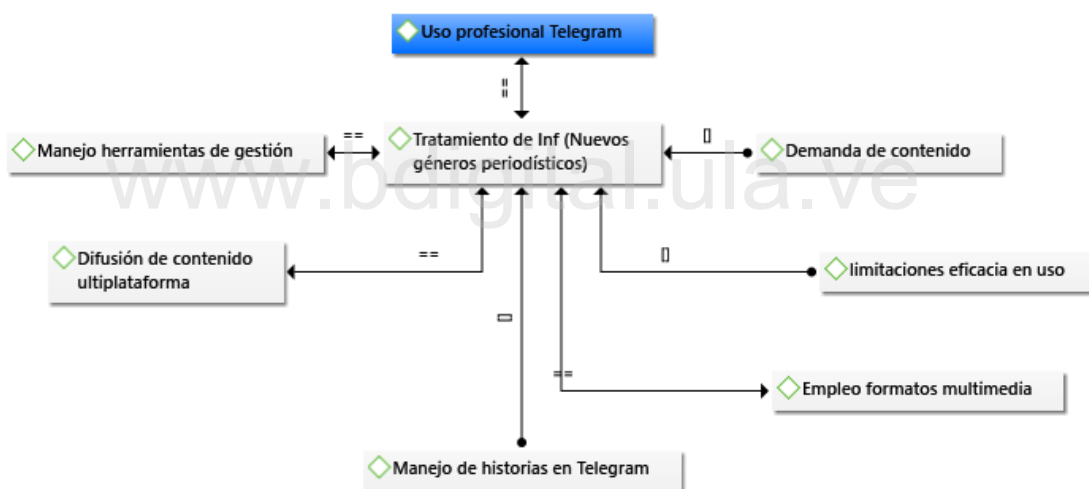 Uso profesional Telegram
==
Manejo herramientas de gestión
==
Tratamiento de Inf (Nuevos
géneros periodísticos)
[]
Demanda de contenido
www.bdigital.ula.ve
Difusión de contenido
ultiplataforma
==
[]
limitaciones eficacia en uso
[]
==
Empleo formatos multimedia
Manejo de historias en Telegram